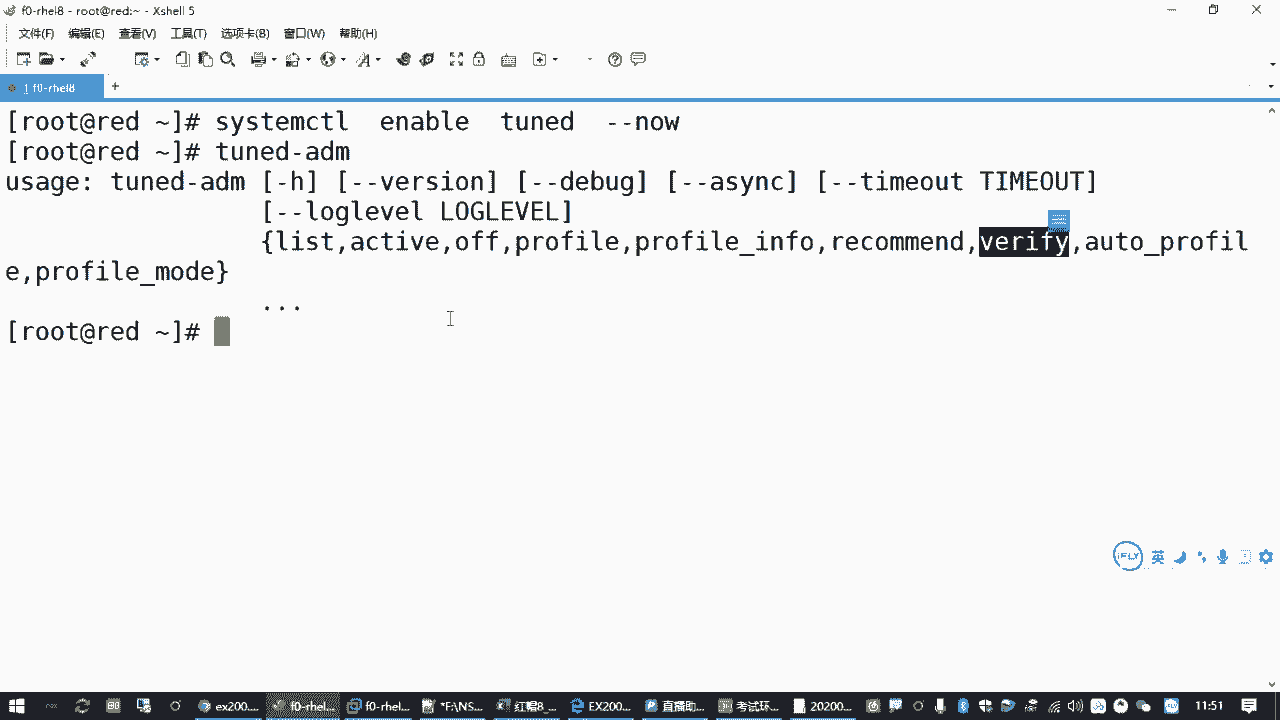 f0-rhel8 - root@red:~ - Xshell 5
文件(F) 编辑(E) 查看(V) 工具(T) 选项卡(B) 窗口(W) 帮助(H)
1 f0-rhel8
[root@red ~]# systemctl  enable  tuned  --now
[root@red ~]# tuned-adm
usage: tuned-adm [-h] [--version] [--debug] [--async] [--timeout TIMEOUT]
[--loglevel LOGLEVEL]
{list,active,off,profile,profile_info,recommend,verify,auto_profil
e,profile_mode}
...
[root@red ~]#
iFLY 英
ex200... f0-rhel... f0-rhel... *F:\NS... 红帽8_... EX200... 直播助... 考试环... 20200... 11:51